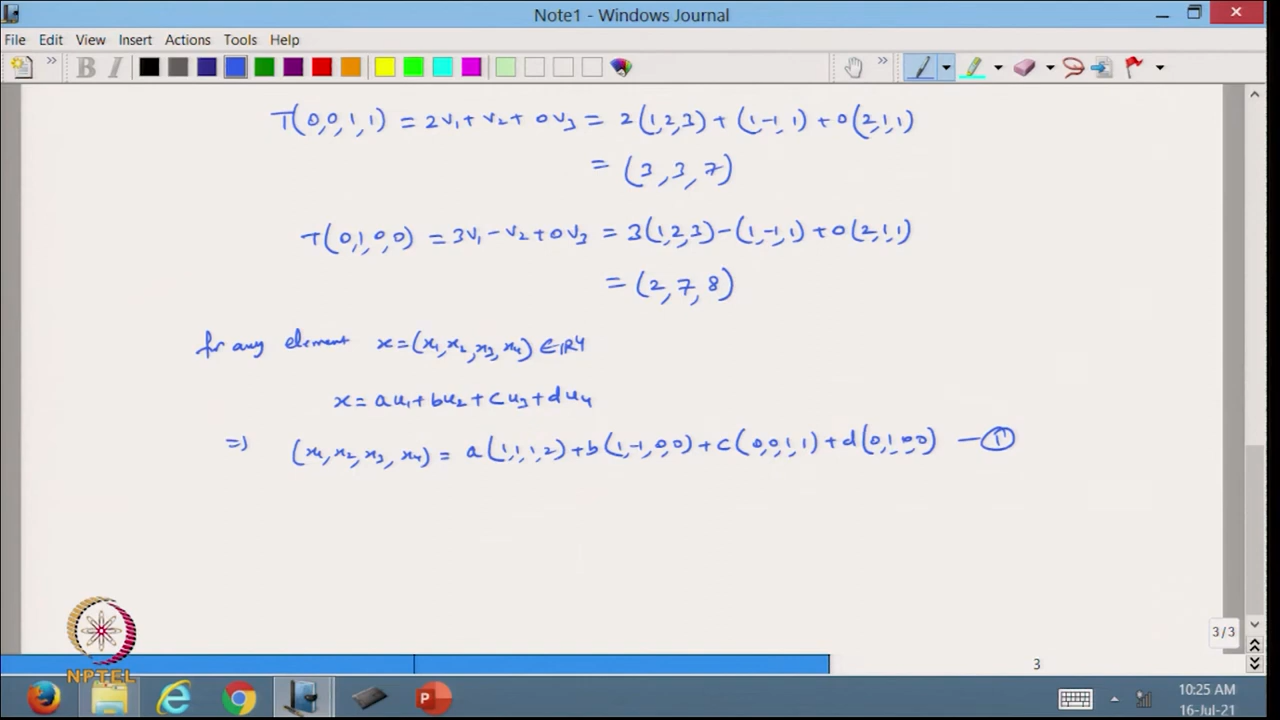 Note1 - Windows Journal
File Edit View Insert Actions Tools Help
T(0,0,1,1) = 2v₁+v₂+0v₃ = 2(1,2,3)+(1,-1,1)+0(2,1,1)
= (3,3,7)
T(0,1,0,0) = 3v₁-v₂+0v₃ = 3(1,2,3)-(1,-1,1)+0(2,1,1)
= (2,7,8)
for any element x=(x₁,x₂,x₃,x₄) ∈ IR4
x = au₁+bu₂+cu₃+du₄
=> (x₁,x₂,x₃,x₄) = a(1,1,1,2)+b(1,-1,0,0)+c(0,0,1,1)+d(0,1,0,0) —①
3/3
3
NPTEL
10:25 AM
16-Jul-21